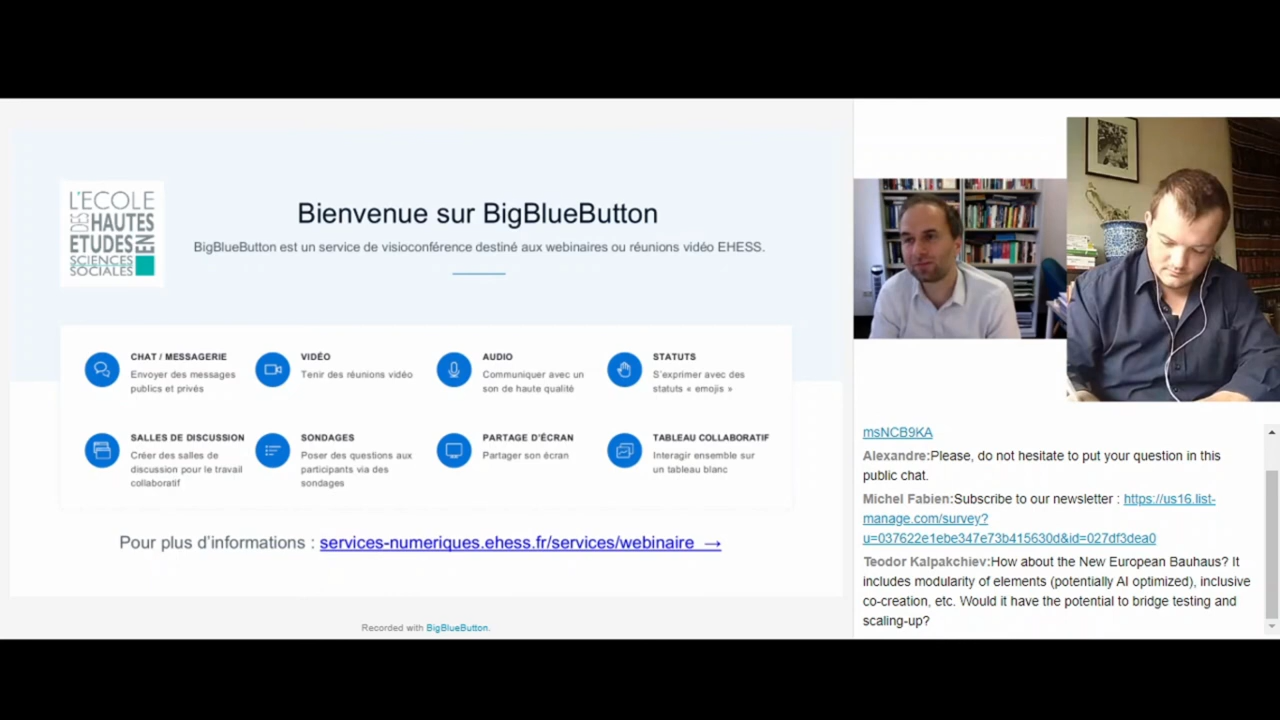 L'ECOLE
DES HAUTES
ETUDES EN
SCIENCES
SOCIALES
Bienvenue sur BigBlueButton
BigBlueButton est un service de visioconférence destiné aux webinaires ou réunions vidéo EHESS.
CHAT / MESSAGERIE
Envoyer des messages
publics et privés
VIDÉO
Tenir des réunions vidéo
AUDIO
Communiquer avec un
son de haute qualité
STATUTS
S'exprimer avec des
statuts « emojis »
SALLES DE DISCUSSION
Créer des salles de
discussion pour le travail
collaboratif
SONDAGES
Poser des questions aux
participants via des
sondages
PARTAGE D'ÉCRAN
Partager son écran
TABLEAU COLLABORATIF
Interagir ensemble sur
un tableau blanc
Pour plus d'informations : services-numeriques.ehess.fr/services/webinaire →
Recorded with BigBlueButton.
msNCB9KA
Alexandre:Please, do not hesitate to put your question in this
public chat.
Michel Fabien:Subscribe to our newsletter : https://us16.list-
manage.com/survey?
u=037622e1ebe347e73b415630d&id=027df3dea0
Teodor Kalpakchiev:How about the New European Bauhaus? It
includes modularity of elements (potentially AI optimized), inclusive
co-creation, etc. Would it have the potential to bridge testing and
scaling-up?